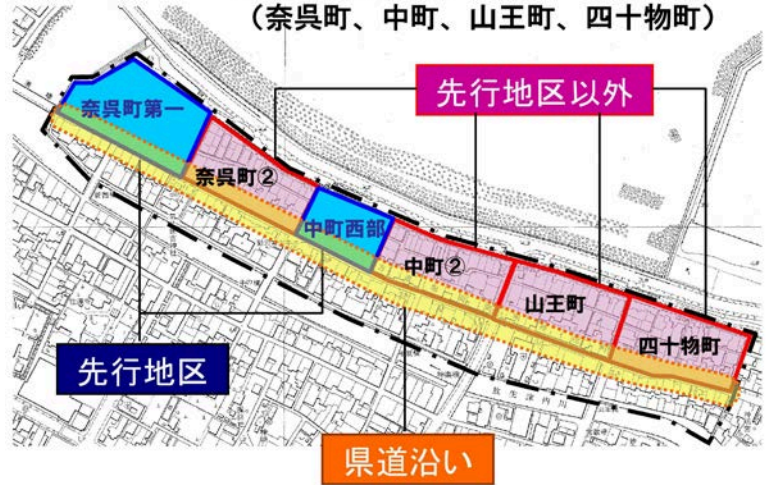 （奈呉町、中町、山王町、四十物町）
先行地区以外
奈呉町第一
奈呉町②
中町西部
中町②
山王町
四十物町
先行地区
県道沿い